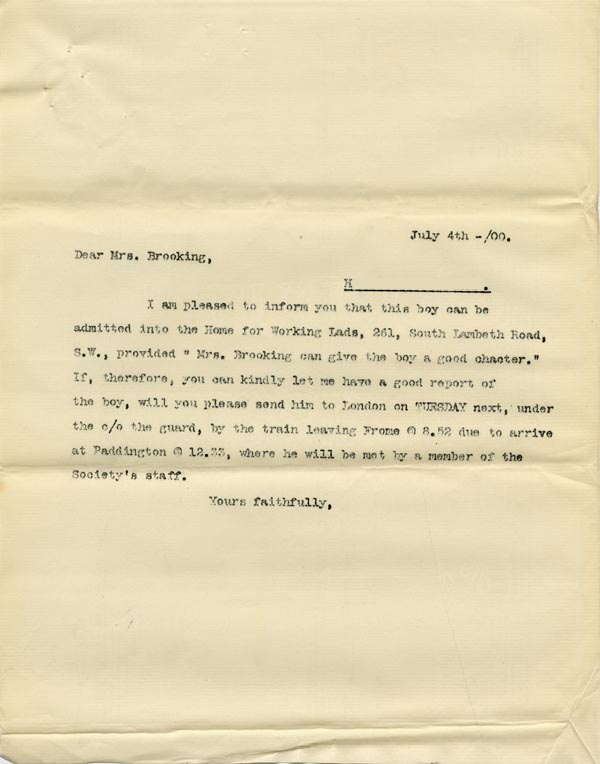 July 4th -/00.
Dear Mrs. Brooking,
H .
I am pleased to inform you that this boy can be
admitted into the Home for Working Lads, 261, South Lambeth Road,
S.W., provided " Mrs. Brooking can give the boy a good chacter."
If, therefore, you can kindly let me have a good report of
the boy, will you please send him to London on TUESDAY next, under
the c/o the guard, by the train leaving Frome @ 8.52 due to arrive
at Paddington @ 12.33, where he will be met by a member of the
Society's staff.
Yours faithfully,